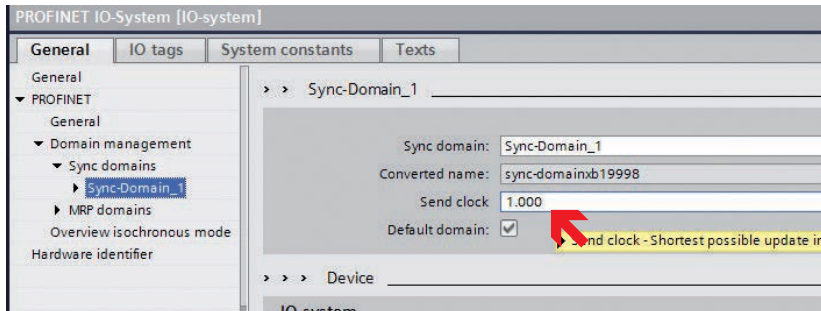 PROFINET IO-System [IO-system]
General IO tags System constants Texts
General
PROFINET
General
Domain management
Sync domains
Sync-Domain_1
MRP domains
Overview isochronous mode
Hardware identifier
> > Sync-Domain_1
Sync domain: Sync-Domain_1
Converted name: sync-domainxb19998
Send clock 1.000
Default domain:
clock - Shortest possible update
> > > Device
IO-system